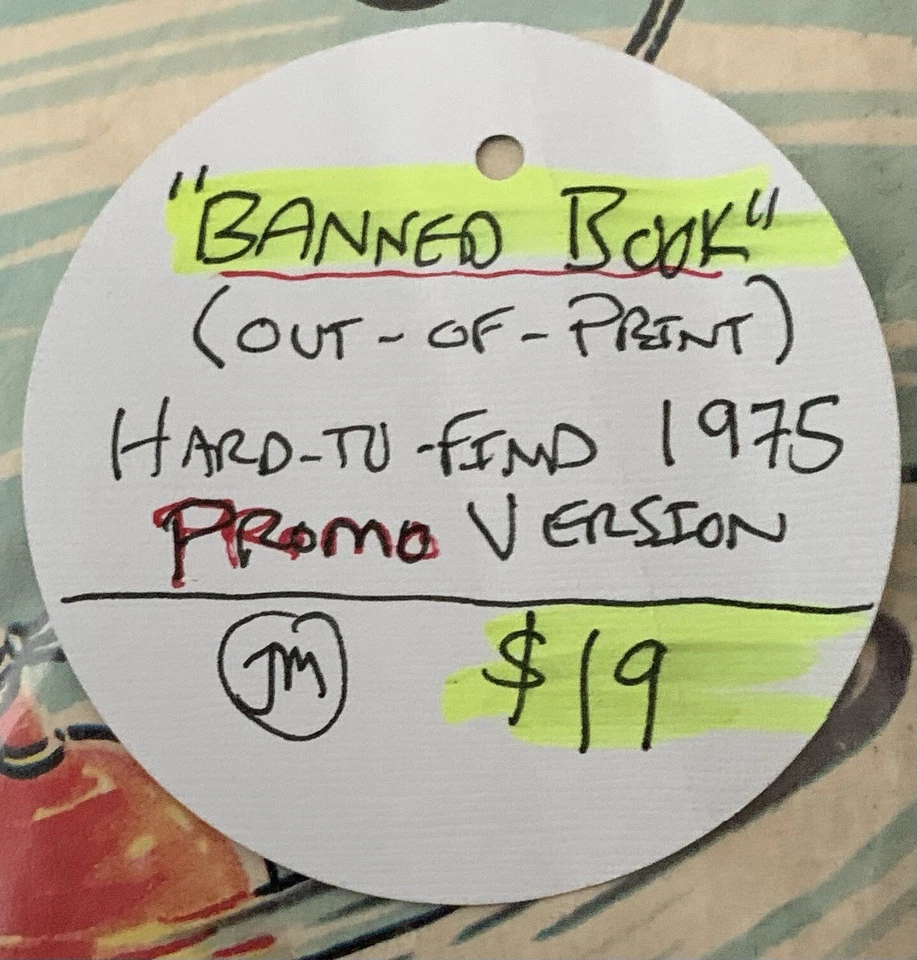 "BANNED BOOK"
(OUT-OF-PRINT)
HARD-TO-FIND 1975
PROMO VERSION
JM $19